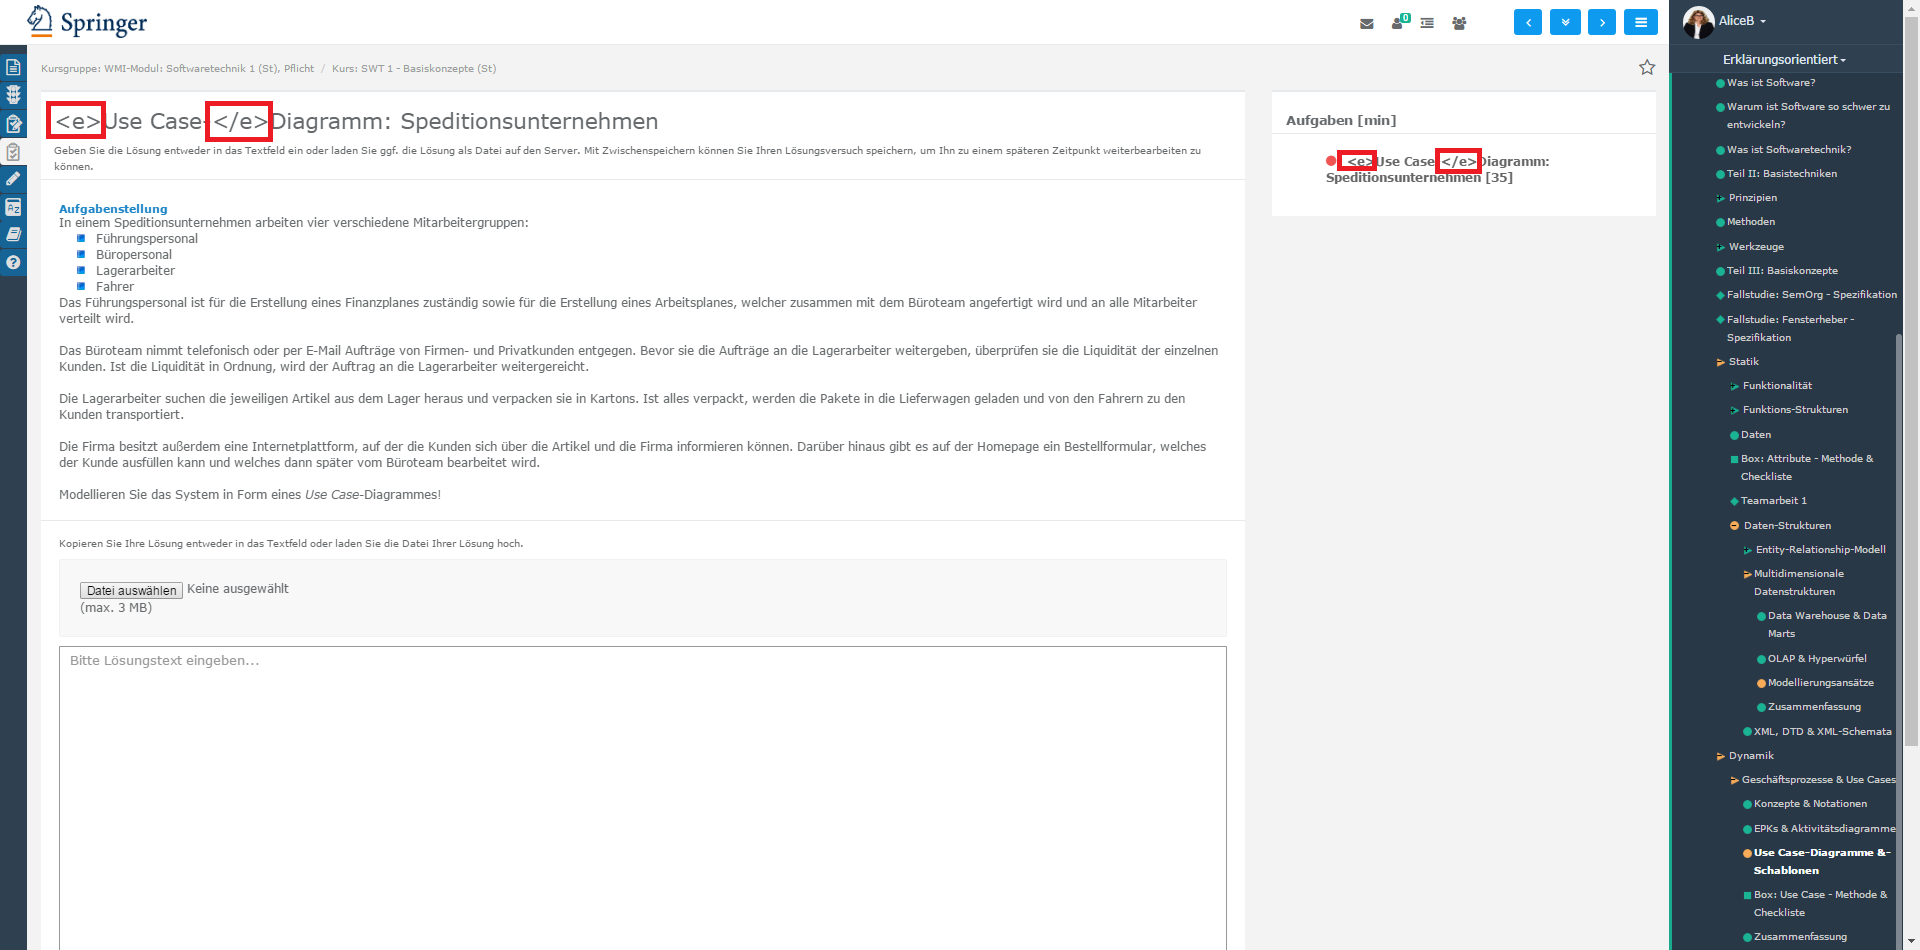 Springer
0
AliceB
Kursgruppe: WMI-Modul: Softwaretechnik 1 (St), Pflicht / Kurs: SWT 1 - Basiskonzepte (St)
<e>Use Case-</e>Diagramm: Speditionsunternehmen
Geben Sie die Lösung entweder in das Textfeld ein oder laden Sie ggf. die Lösung als Datei auf den Server. Mit Zwischenspeichern können Sie Ihren Lösungsversuch speichern, um Ihn zu einem späteren Zeitpunkt weiterbearbeiten zu
können.
Aufgabenstellung
In einem Speditionsunternehmen arbeiten vier verschiedene Mitarbeitergruppen:
Führungspersonal
Büropersonal
Lagerarbeiter
Fahrer
Das Führungspersonal ist für die Erstellung eines Finanzplanes zuständig sowie für die Erstellung eines Arbeitsplanes, welcher zusammen mit dem Büroteam angefertigt wird und an alle Mitarbeiter
verteilt wird.
Das Büroteam nimmt telefonisch oder per E-Mail Aufträge von Firmen- und Privatkunden entgegen. Bevor sie die Aufträge an die Lagerarbeiter weitergeben, überprüfen sie die Liquidität der einzelnen
Kunden. Ist die Liquidität in Ordnung, wird der Auftrag an die Lagerarbeiter weitergereicht.
Die Lagerarbeiter suchen die jeweiligen Artikel aus dem Lager heraus und verpacken sie in Kartons. Ist alles verpackt, werden die Pakete in die Lieferwagen geladen und von den Fahrern zu den
Kunden transportiert.
Die Firma besitzt außerdem eine Internetplattform, auf der die Kunden sich über die Artikel und die Firma informieren können. Darüber hinaus gibt es auf der Homepage ein Bestellformular, welches
der Kunde ausfüllen kann und welches dann später vom Büroteam bearbeitet wird.
Modellieren Sie das System in Form eines Use Case-Diagrammes!
Kopieren Sie Ihre Lösung entweder in das Textfeld oder laden Sie die Datei Ihrer Lösung hoch.
Datei auswählen Keine ausgewählt
(max. 3 MB)
Bitte Lösungstext eingeben...
Aufgaben [min]
<e>Use Case-</e>Diagramm:
Speditionsunternehmen [35]
Erklärungsorientiert
Was ist Software?
Warum ist Software so schwer zu
entwickeln?
Was ist Softwaretechnik?
Teil II: Basistechniken
Prinzipien
Methoden
Werkzeuge
Teil III: Basiskonzepte
Fallstudie: SemOrg - Spezifikation
Fallstudie: Fensterheber -
Spezifikation
Statik
Funktionalität
Funktions-Strukturen
Daten
Box: Attribute - Methode &
Checkliste
Teamarbeit 1
Daten-Strukturen
Entity-Relationship-Modell
Multidimensionale
Datenstrukturen
Data Warehouse & Data
Marts
OLAP & Hyperwürfel
Modellierungsansätze
Zusammenfassung
XML, DTD & XML-Schemata
Dynamik
Geschäftsprozesse & Use Cases
Konzepte & Notationen
EPKs & Aktivitätsdiagramme
Use Case-Diagramme &-
Schablonen
Box: Use Case - Methode &
Checkliste
Zusammenfassung